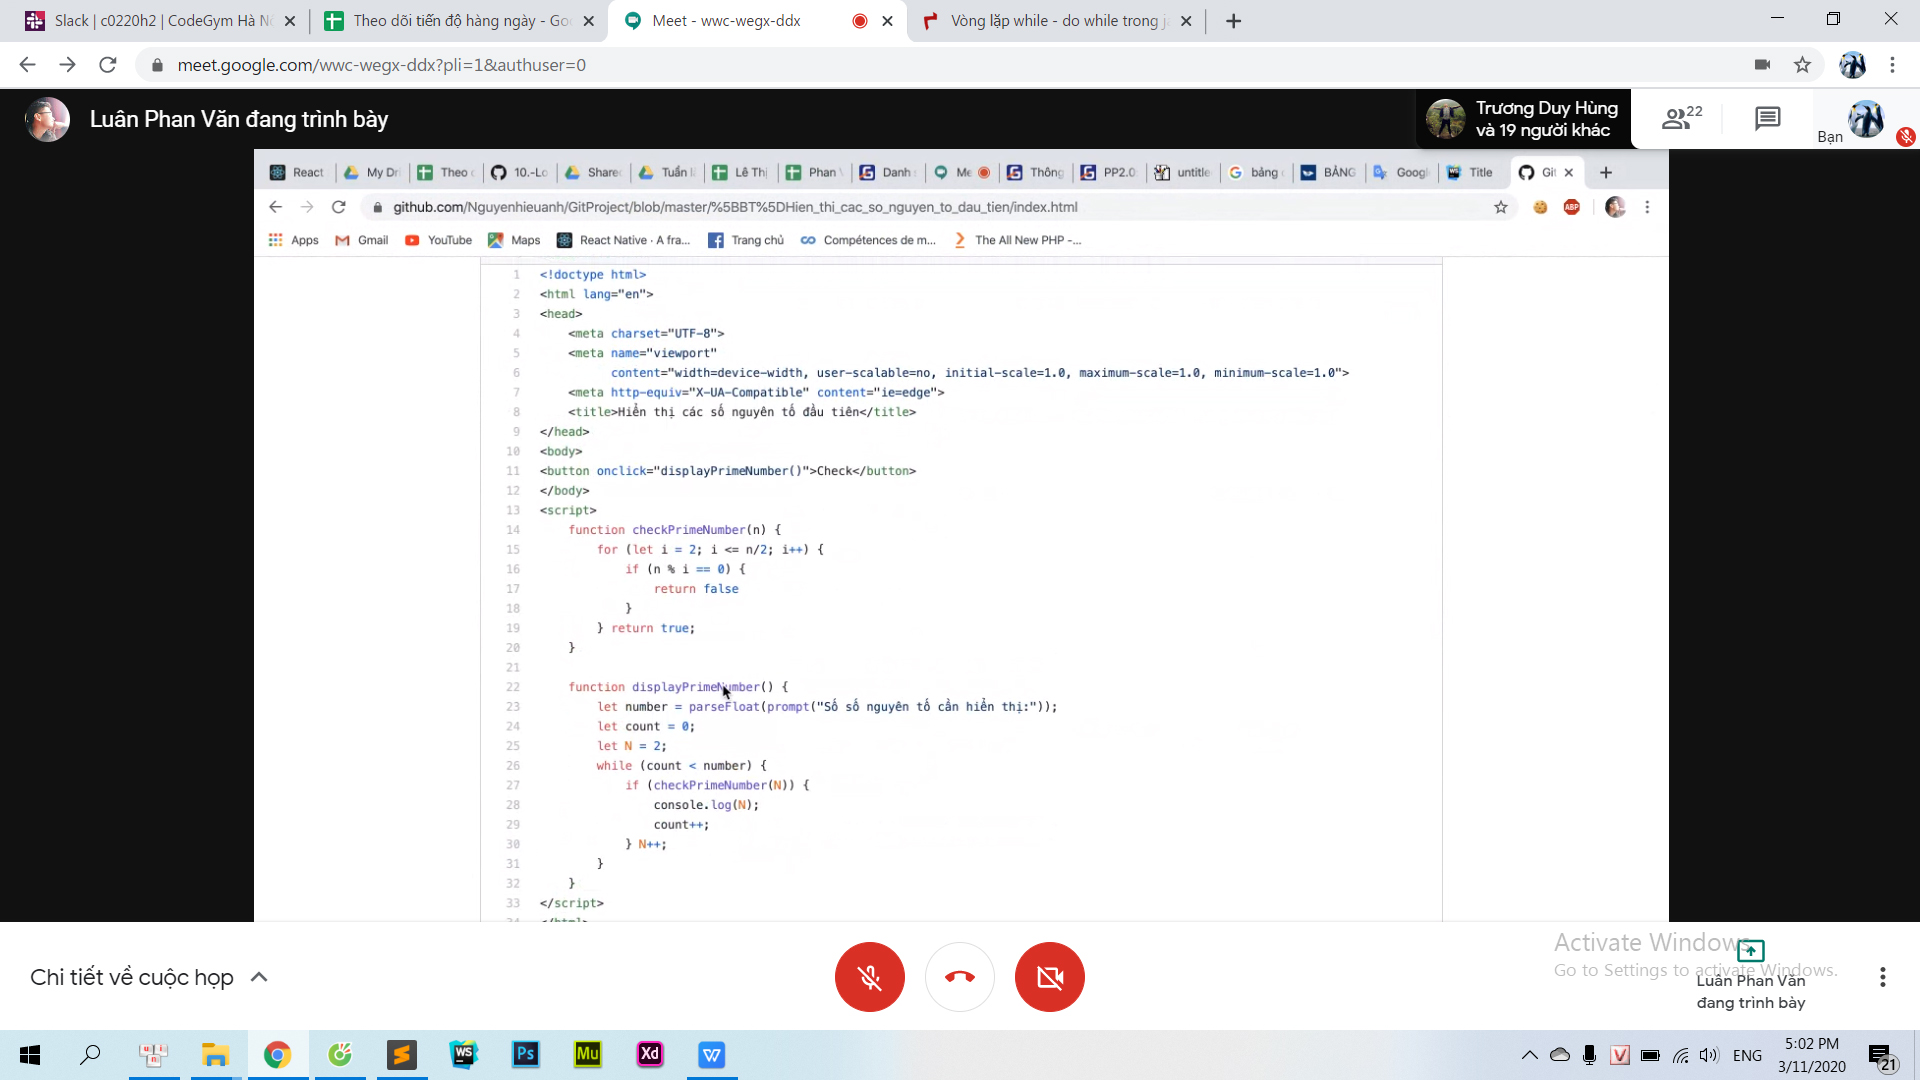 Slack | c0220h2 | CodeGym Hà N
Theo dõi tiến độ hàng ngày - Go
Meet - wwc-wegx-ddx
Vòng lặp while - do while trong j
meet.google.com/wwc-wegx-ddx?pli=1&authuser=0
Luân Phan Văn đang trình bày
Trương Duy Hùng
và 19 người khác
22
Bạn
React
My Dri
Theo
10.-Lo
Share
Tuần
Lê Th
Phan
Danh
Me
Thông
PP2.0
untitle
bảng
BẢNG
Googl
Title
Git
github.com/Nguyenhieuanh/GitProject/blob/master/%5BBT%5DHien_thi_cac_so_nguyen_to_dau_tien/index.html
ABP
Apps
Gmail
YouTube
Maps
React Native · A fra...
Trang chủ
Compétences de m...
The All New PHP -...
1 <!doctype html>
2 <html lang="en">
3 <head>
4 <meta charset="UTF-8">
5 <meta name="viewport"
6 content="width=device-width, user-scalable=no, initial-scale=1.0, maximum-scale=1.0, minimum-scale=1.0">
7 <meta http-equiv="X-UA-Compatible" content="ie=edge">
8 <title>Hiển thị các số nguyên tố đầu tiên</title>
9 </head>
10 <body>
11 <button onclick="displayPrimeNumber()">Check</button>
12 </body>
13 <script>
14 function checkPrimeNumber(n) {
15 for (let i = 2; i <= n/2; i++) {
16 if (n % i == 0) {
17 return false
18 }
19 } return true;
20 }
21
22 function displayPrimeNumber() {
23 let number = parseFloat(prompt("Số số nguyên tố cần hiển thị:"));
24 let count = 0;
25 let N = 2;
26 while (count < number) {
27 if (checkPrimeNumber(N)) {
28 console.log(N);
29 count++;
30 } N++;
31 }
32 }
33 </script>
34 </html>
Chi tiết về cuộc họp
Activate Windows
Go to Settings to activate Windows.
Luân Phan Văn
đang trình bày
WS
Ps
Mu
Xd
W
V
ENG
5:02 PM
3/11/2020
21